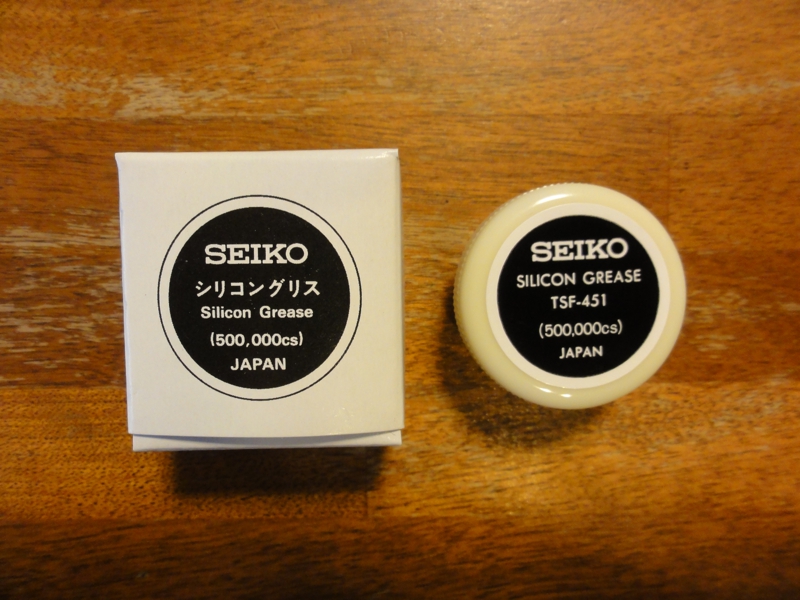 SEIKO
シリコングリス
Silicon Grease
(500,000cs)
JAPAN
SEIKO
SILICON GREASE
TSF-451
(500,000cs)
JAPAN